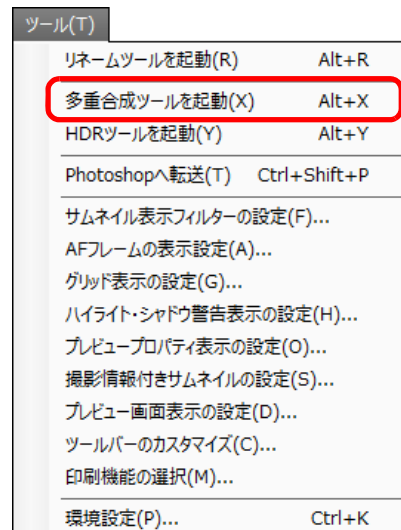 ツール(T)
リネームツールを起動(R) Alt+R
多重合成ツールを起動(X) Alt+X
HDRツールを起動(Y) Alt+Y
Photoshopへ転送(T) Ctrl+Shift+P
サムネイル表示フィルターの設定(F)...
AFフレームの表示設定(A)...
グリッド表示の設定(G)...
ハイライト・シャドウ警告表示の設定(H)...
プレビュープロパティ表示の設定(O)...
撮影情報付きサムネイルの設定(S)...
プレビュー画面表示の設定(D)...
ツールバーのカスタマイズ(C)...
印刷機能の選択(M)...
環境設定(P)... Ctrl+K